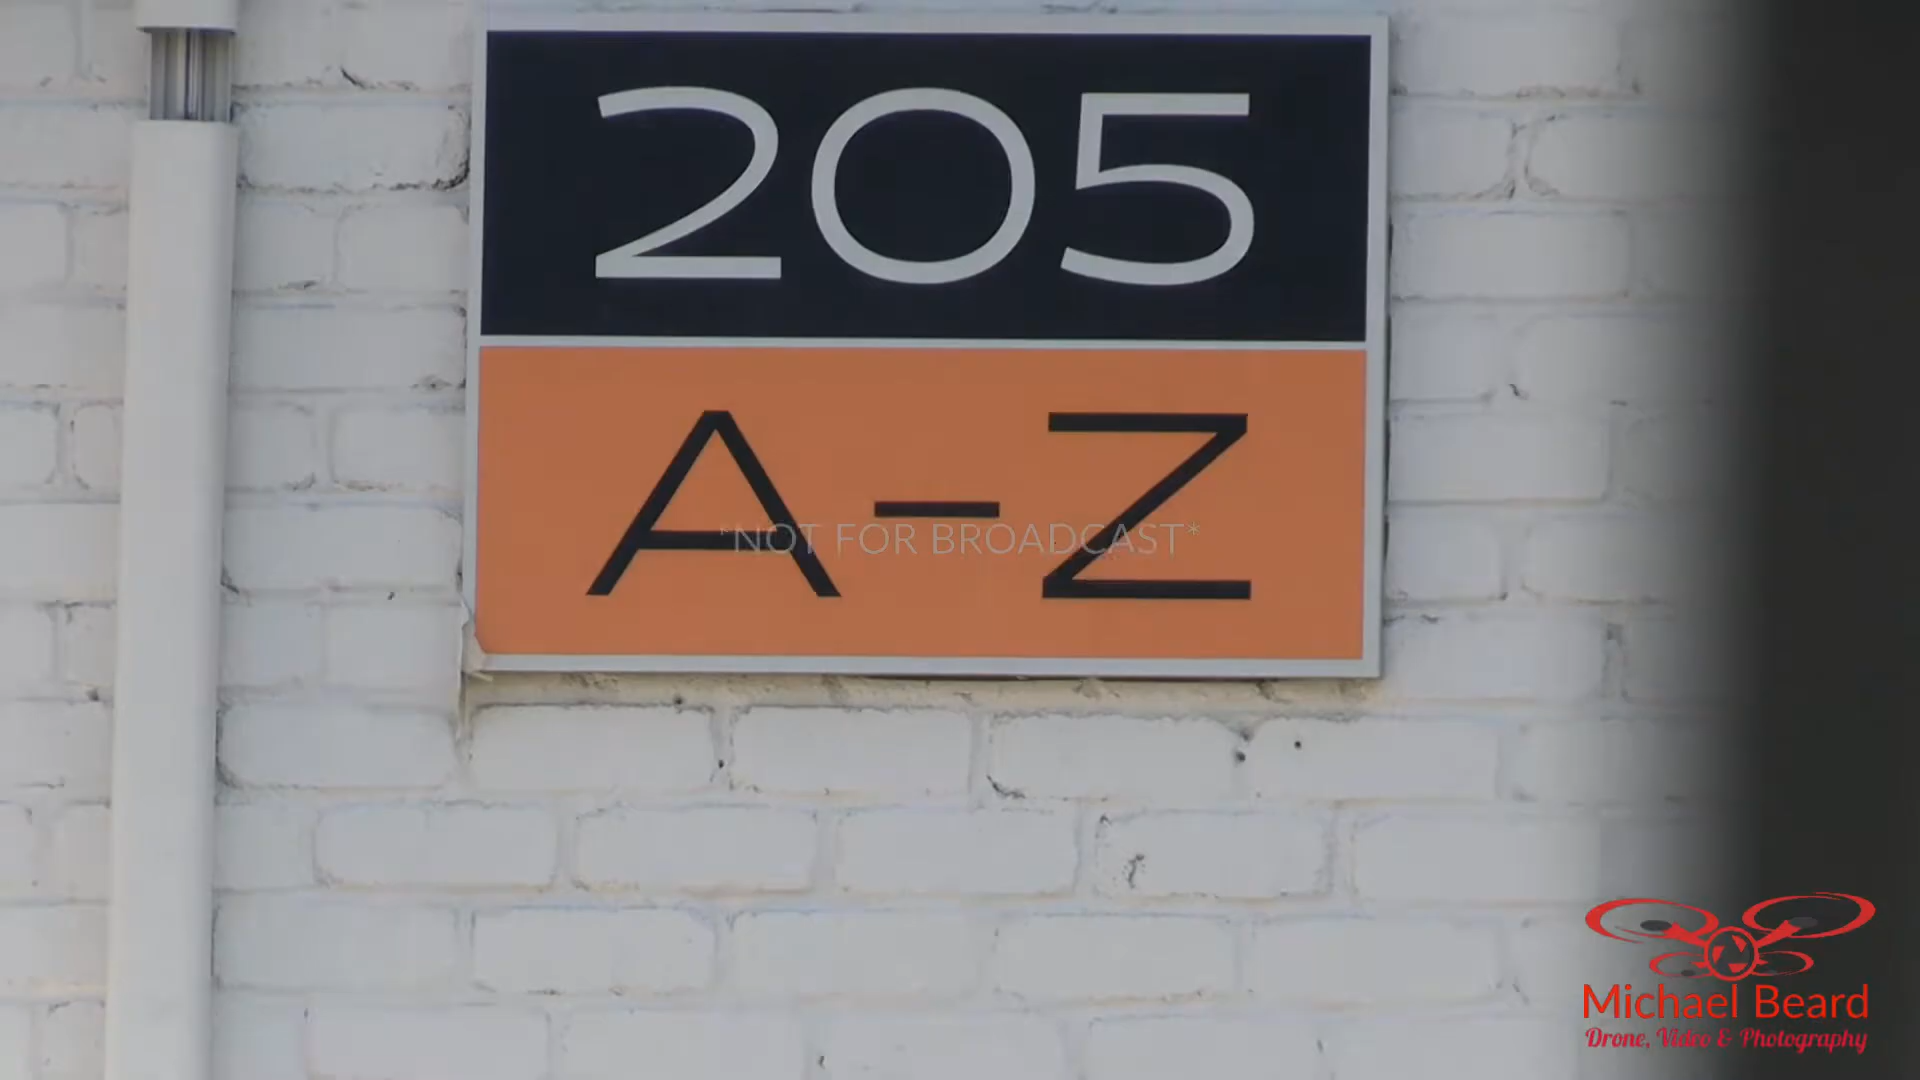 205
A-Z
*NOT FOR BROADCAST*
Michael Beard
Drone, Video & Photography